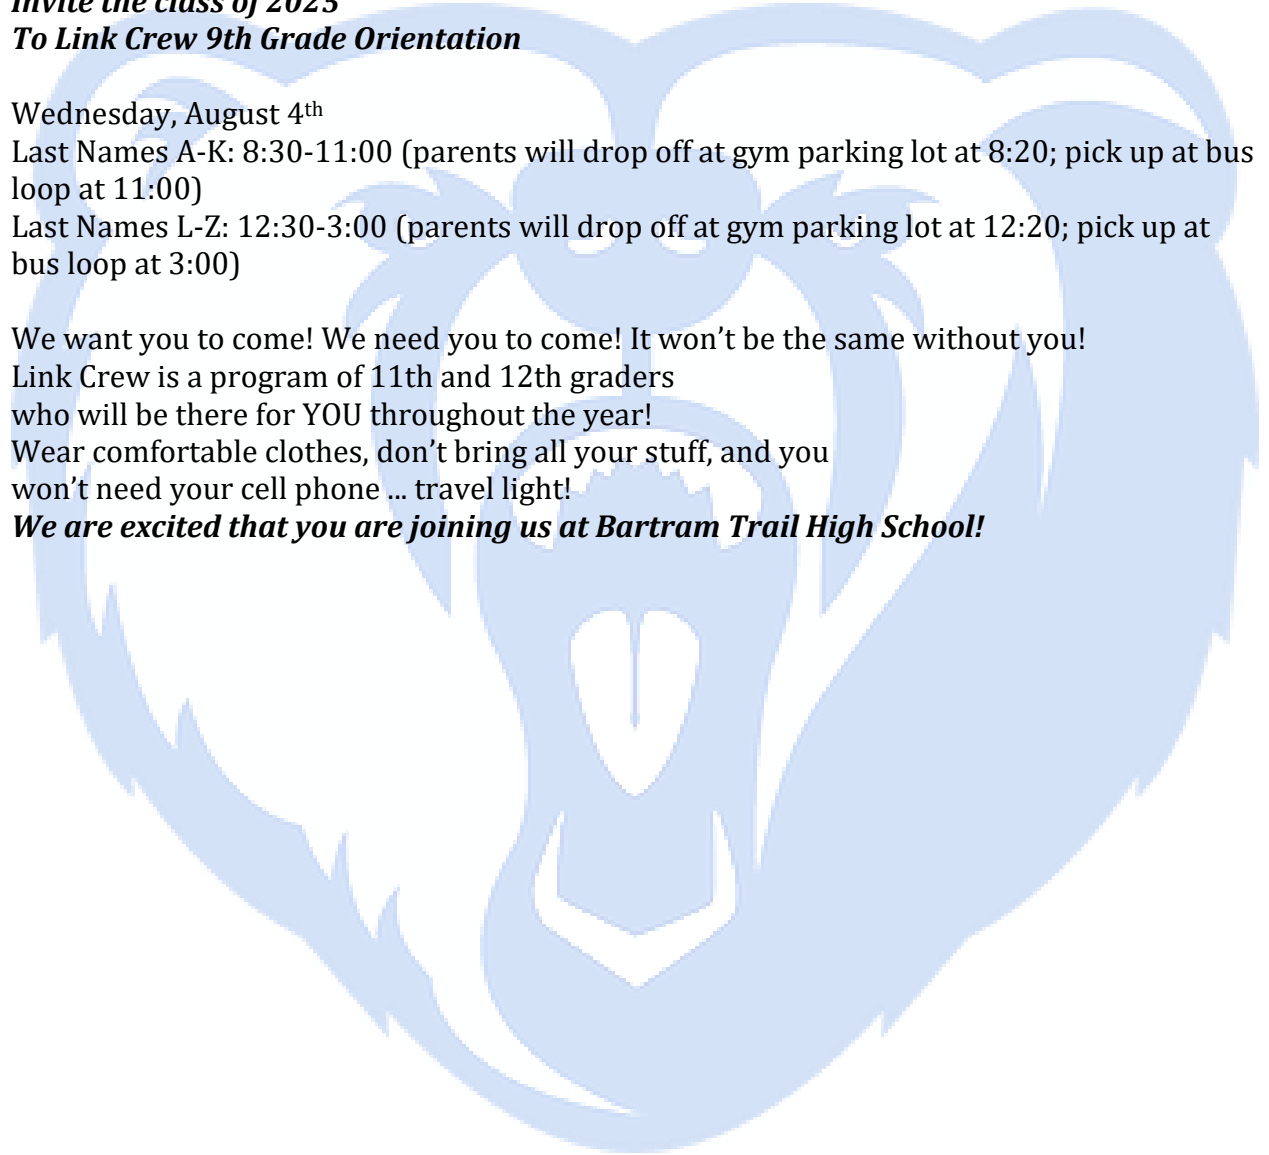 Invite the class of 2025
To Link Crew 9th Grade Orientation
Wednesday, August 4th
Last Names A-K: 8:30-11:00 (parents will drop off at gym parking lot at 8:20; pick up at bus
loop at 11:00)
Last Names L-Z: 12:30-3:00 (parents will drop off at gym parking lot at 12:20; pick up at
bus loop at 3:00)
We want you to come! We need you to come! It won’t be the same without you!
Link Crew is a program of 11th and 12th graders
who will be there for YOU throughout the year!
Wear comfortable clothes, don’t bring all your stuff, and you
won’t need your cell phone ... travel light!
We are excited that you are joining us at Bartram Trail High School!